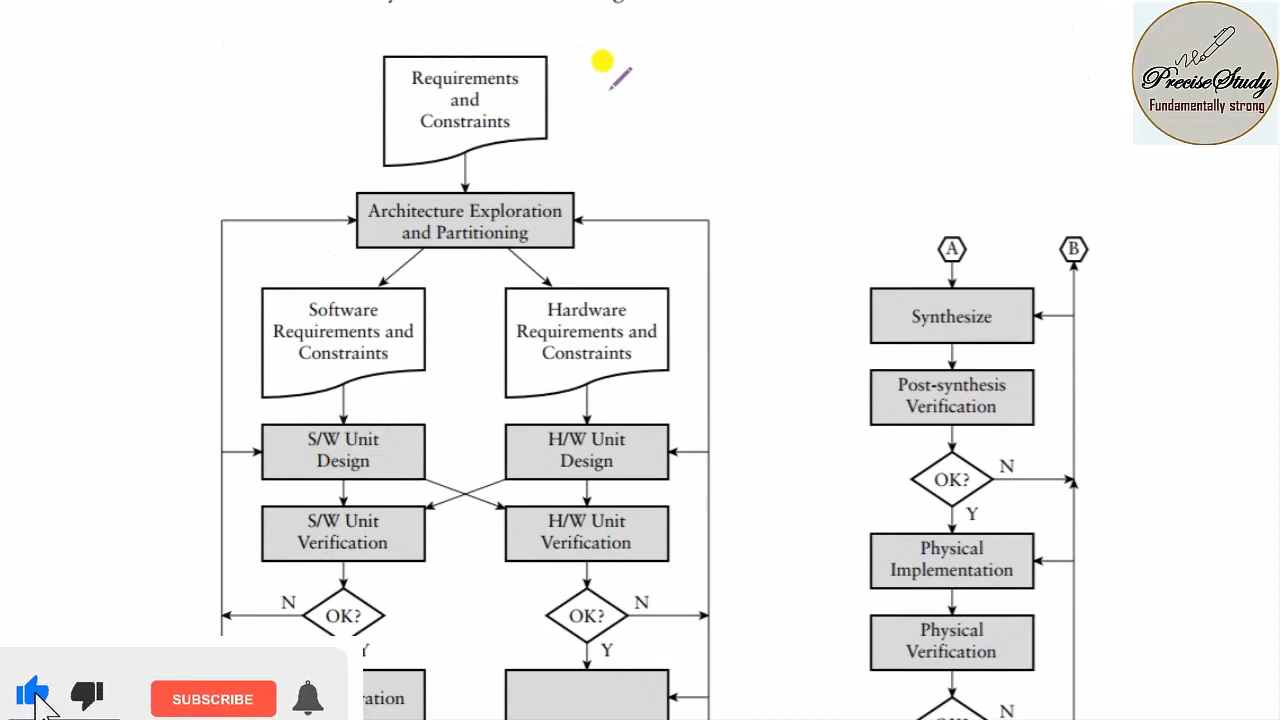 Requirements
and
Constraints
PreciseStudy
Fundamentally strong
Architecture Exploration
and Partitioning
Software
Requirements and
Constraints
Hardware
Requirements and
Constraints
S/W Unit
Design
H/W Unit
Design
S/W Unit
Verification
H/W Unit
Verification
N
OK?
Y
OK?
N
Y
A
B
Synthesize
Post-synthesis
Verification
OK?
N
Y
Physical
Implementation
Physical
Verification
OK?
N
SUBSCRIBE